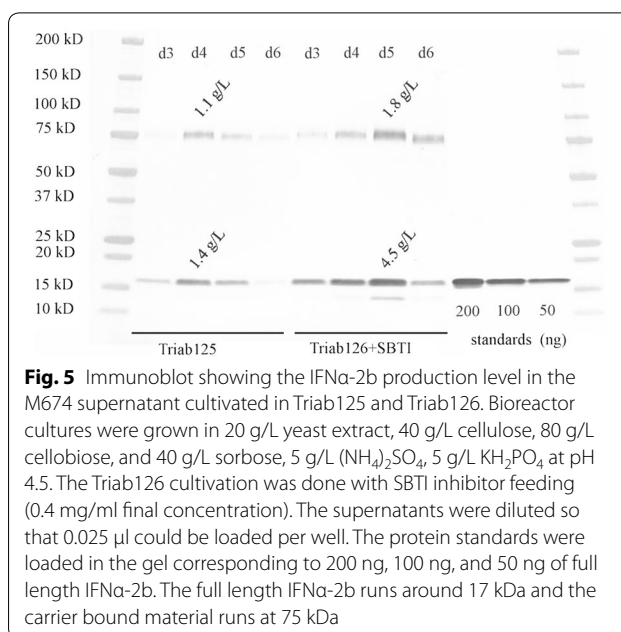 200 kD
150 kD
100 kD
75 kD
50 kD
37 kD
25 kD
20 kD
15 kD
10 kD
d3 d4 d5 d6 d3 d4 d5 d6
1.1 g/L 1.8 g/L
1.4 g/L 4.5 g/L
200 100 50
Triab125 Triab126+SBTI standards (ng)
Fig. 5 Immunoblot showing the IFNα-2b production level in the
M674 supernatant cultivated in Triab125 and Triab126. Bioreactor
cultures were grown in 20 g/L yeast extract, 40 g/L cellulose, 80 g/L
cellobiose, and 40 g/L sorbose, 5 g/L (NH₄)₂SO₄, 5 g/L KH₂PO₄ at pH
4.5. The Triab126 cultivation was done with SBTI inhibitor feeding
(0.4 mg/ml final concentration). The supernatants were diluted so
that 0.025 μl could be loaded per well. The protein standards were
loaded in the gel corresponding to 200 ng, 100 ng, and 50 ng of full
length IFNα-2b. The full length IFNα-2b runs around 17 kDa and the
carrier bound material runs at 75 kDa